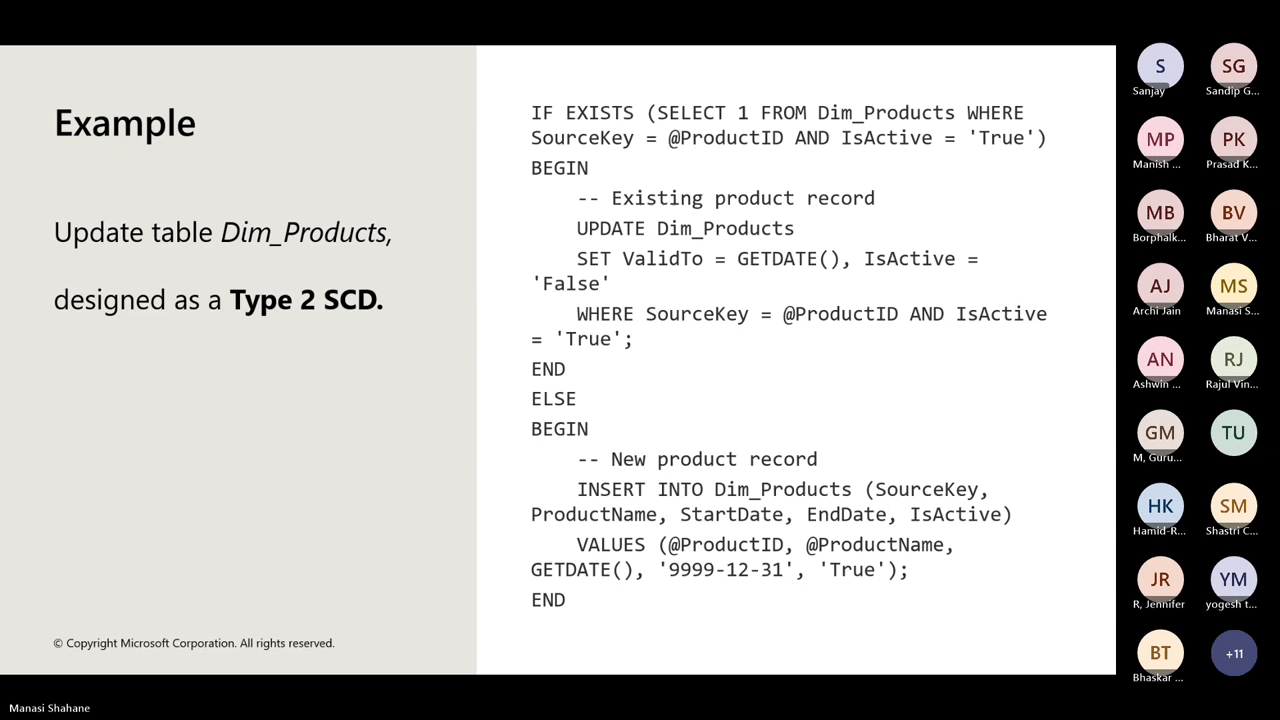 Example
Update table Dim_Products,
designed as a Type 2 SCD.
© Copyright Microsoft Corporation. All rights reserved.
IF EXISTS (SELECT 1 FROM Dim_Products WHERE
SourceKey = @ProductID AND IsActive = 'True')
BEGIN
-- Existing product record
UPDATE Dim_Products
SET ValidTo = GETDATE(), IsActive =
'False'
WHERE SourceKey = @ProductID AND IsActive
= 'True';
END
ELSE
BEGIN
-- New product record
INSERT INTO Dim_Products (SourceKey,
ProductName, StartDate, EndDate, IsActive)
VALUES (@ProductID, @ProductName,
GETDATE(), '9999-12-31', 'True');
END
S
Sanjay
SG
Sandip G...
MP
Manish ...
PK
Prasad K...
MB
Borphalk...
BV
Bharat V...
AJ
Archi Jain
MS
Manasi S...
AN
Ashwin ...
RJ
Rajul Vin...
GM
M, Guru...
TU
HK
Hamid-R...
SM
Shastri C...
JR
R, Jennifer
YM
yogesh t...
BT
Bhaskar ...
+11
Manasi Shahane